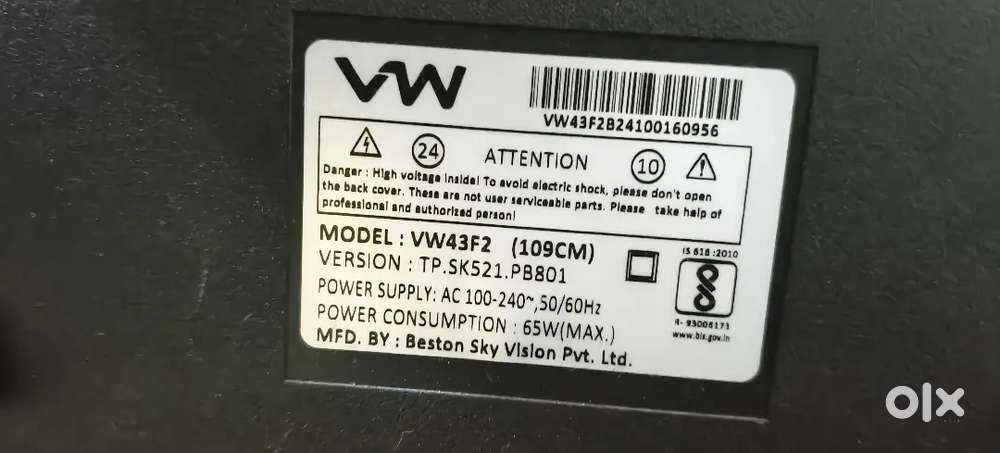 VW
VW43F2B24100160956
24 ATTENTION 10
Danger : High voltage inside! To avoid electric shock, please don't open
the back cover. These are not user serviceable parts. Please take help of
professional and authorized person!
MODEL : VW43F2 (109CM)
VERSION : TP.SK521.PB801
POWER SUPPLY: AC 100-240~,50/60Hz
POWER CONSUMPTION : 65W(MAX.)
MFD. BY : Beston Sky Vision Pvt. Ltd.
IS 616 :2010
R- 93008171
www.bis.gov.in
olx